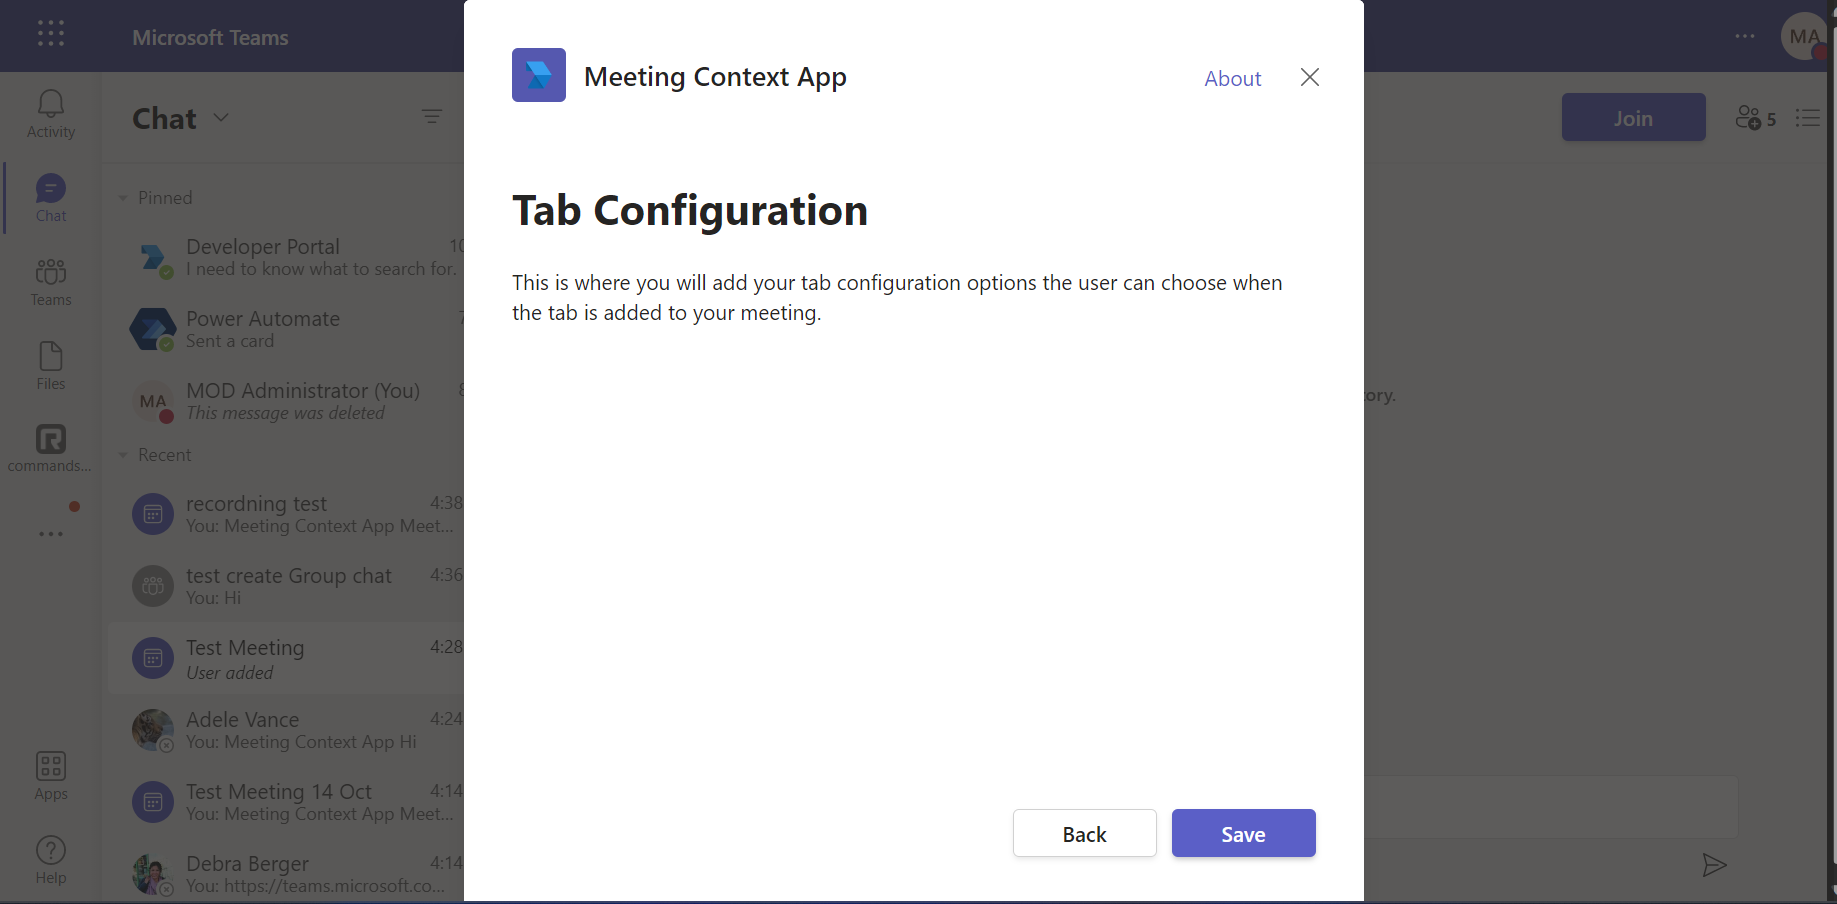 Microsoft Teams
MA
Activity
Chat
Teams
Files
commands...
Apps
Help
Chat
Pinned
Developer Portal 10
I need to know what to search for.
Power Automate 7
Sent a card
MA
MOD Administrator (You) 8
This message was deleted
Recent
recordning test 4:38
You: Meeting Context App Meet...
test create Group chat 4:36
You: Hi
Test Meeting 4:28
User added
Adele Vance 4:24
You: Meeting Context App Hi
Test Meeting 14 Oct 4:14
You: Meeting Context App Meet...
Debra Berger 4:14
You: https://teams.microsoft.co...
Meeting Context App
About
Tab Configuration
This is where you will add your tab configuration options the user can choose when
the tab is added to your meeting.
Back
Save
Join
5
ory.